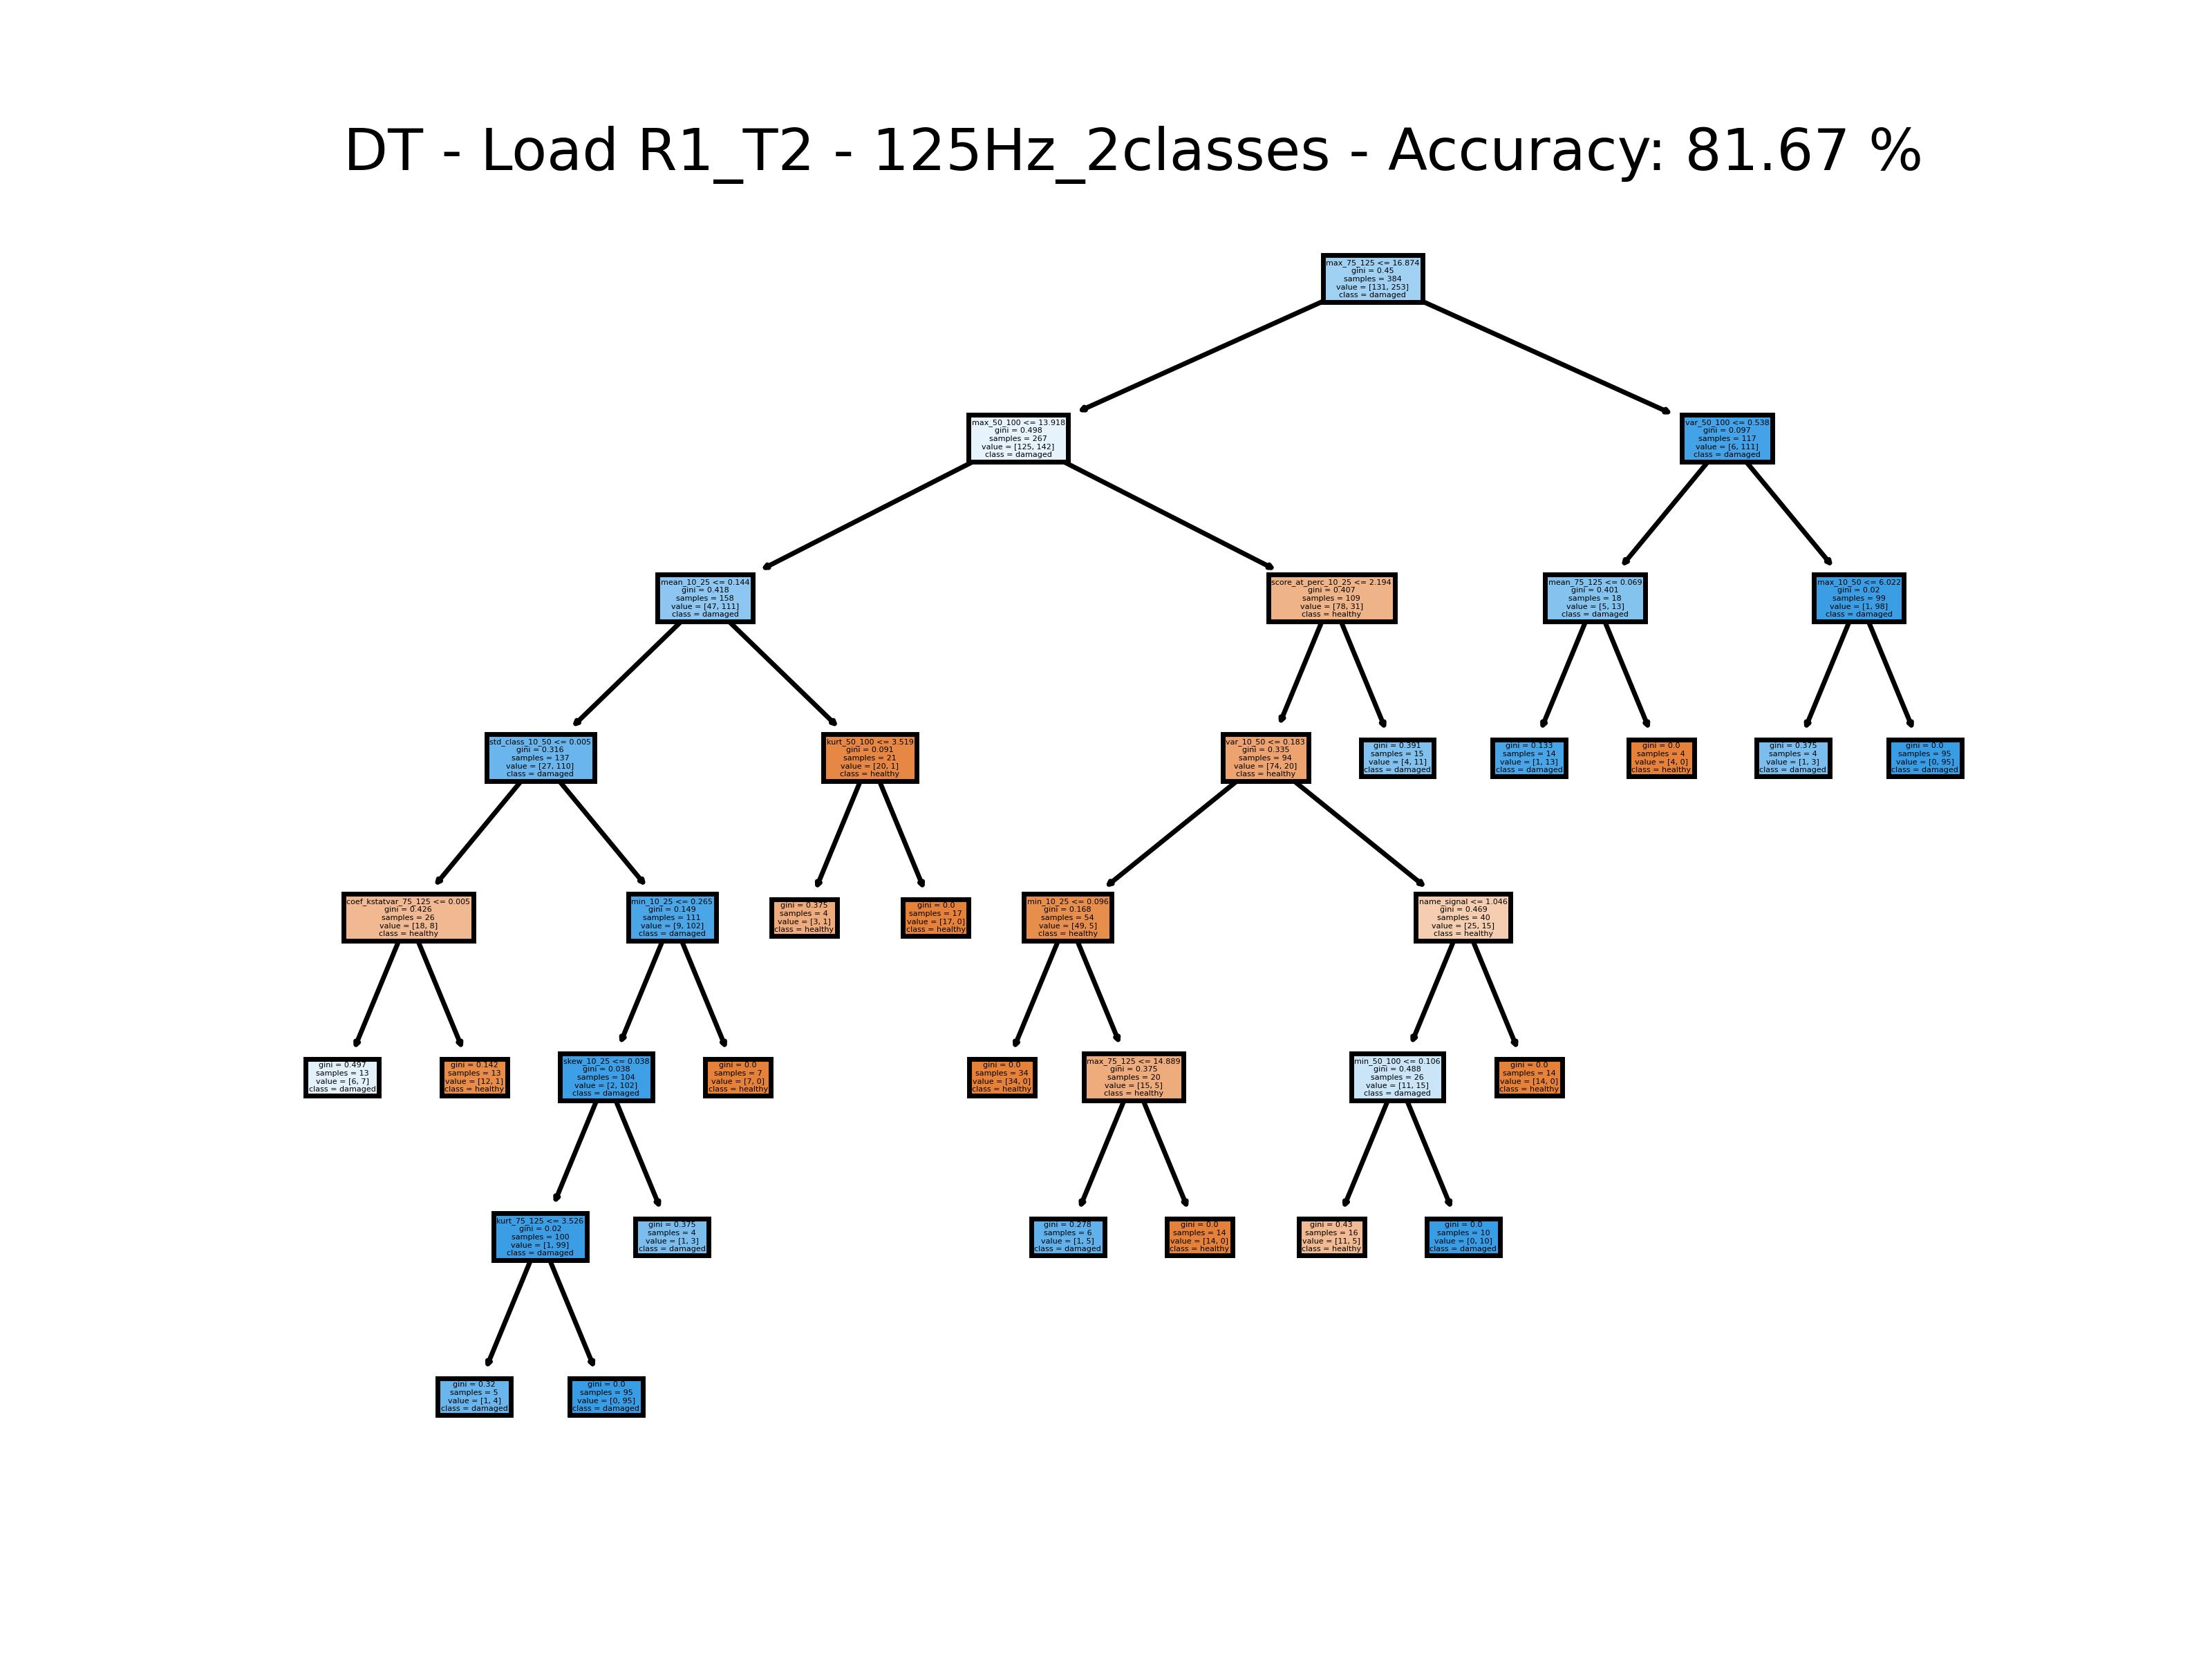 DT - Load R1_T2 - 125Hz_2classes - Accuracy: 81.67 %
max_75_125 <= 16.874
gini = 0.45
samples = 384
value = [131, 253]
class = damaged
max_50_100 <= 13.918
gini = 0.498
samples = 267
value = [125, 142]
class = damaged
var_50_100 <= 0.538
gini = 0.097
samples = 117
value = [6, 111]
class = damaged
mean_10_25 <= 0.144
gini = 0.418
samples = 158
value = [47, 111]
class = damaged
score_at_perc_10_25 <= 2.194
gini = 0.407
samples = 109
value = [78, 31]
class = healthy
mean_75_125 <= 0.069
gini = 0.401
samples = 18
value = [5, 13]
class = damaged
max_10_50 <= 6.022
gini = 0.02
samples = 99
value = [1, 98]
class = damaged
std_class_10_50 <= 0.005
gini = 0.316
samples = 137
value = [27, 110]
class = damaged
kurt_50_100 <= 3.519
gini = 0.091
samples = 21
value = [20, 1]
class = healthy
var_10_50 <= 0.183
gini = 0.335
samples = 94
value = [74, 20]
class = healthy
gini = 0.391
samples = 15
value = [4, 11]
class = damaged
gini = 0.133
samples = 14
value = [1, 13]
class = damaged
gini = 0.0
samples = 4
value = [4, 0]
class = healthy
gini = 0.375
samples = 4
value = [1, 3]
class = damaged
gini = 0.0
samples = 95
value = [0, 95]
class = damaged
coef_kstatvar_75_125 <= 0.005
gini = 0.426
samples = 26
value = [18, 8]
class = healthy
min_10_25 <= 0.265
gini = 0.149
samples = 111
value = [9, 102]
class = damaged
gini = 0.375
samples = 4
value = [3, 1]
class = healthy
gini = 0.0
samples = 17
value = [17, 0]
class = healthy
min_10_25 <= 0.096
gini = 0.168
samples = 54
value = [49, 5]
class = healthy
name_signal <= 1.046
gini = 0.469
samples = 40
value = [25, 15]
class = healthy
gini = 0.497
samples = 13
value = [6, 7]
class = damaged
gini = 0.142
samples = 13
value = [12, 1]
class = healthy
skew_10_25 <= 0.038
gini = 0.038
samples = 104
value = [2, 102]
class = damaged
gini = 0.0
samples = 7
value = [7, 0]
class = healthy
gini = 0.0
samples = 34
value = [34, 0]
class = healthy
max_75_125 <= 14.889
gini = 0.375
samples = 20
value = [15, 5]
class = healthy
min_50_100 <= 0.106
gini = 0.488
samples = 26
value = [11, 15]
class = damaged
gini = 0.0
samples = 14
value = [14, 0]
class = healthy
kurt_75_125 <= 3.526
gini = 0.02
samples = 100
value = [1, 99]
class = damaged
gini = 0.375
samples = 4
value = [1, 3]
class = damaged
gini = 0.278
samples = 6
value = [1, 5]
class = damaged
gini = 0.0
samples = 14
value = [14, 0]
class = healthy
gini = 0.43
samples = 16
value = [11, 5]
class = healthy
gini = 0.0
samples = 10
value = [0, 10]
class = damaged
gini = 0.32
samples = 5
value = [1, 4]
class = damaged
gini = 0.0
samples = 95
value = [0, 95]
class = damaged